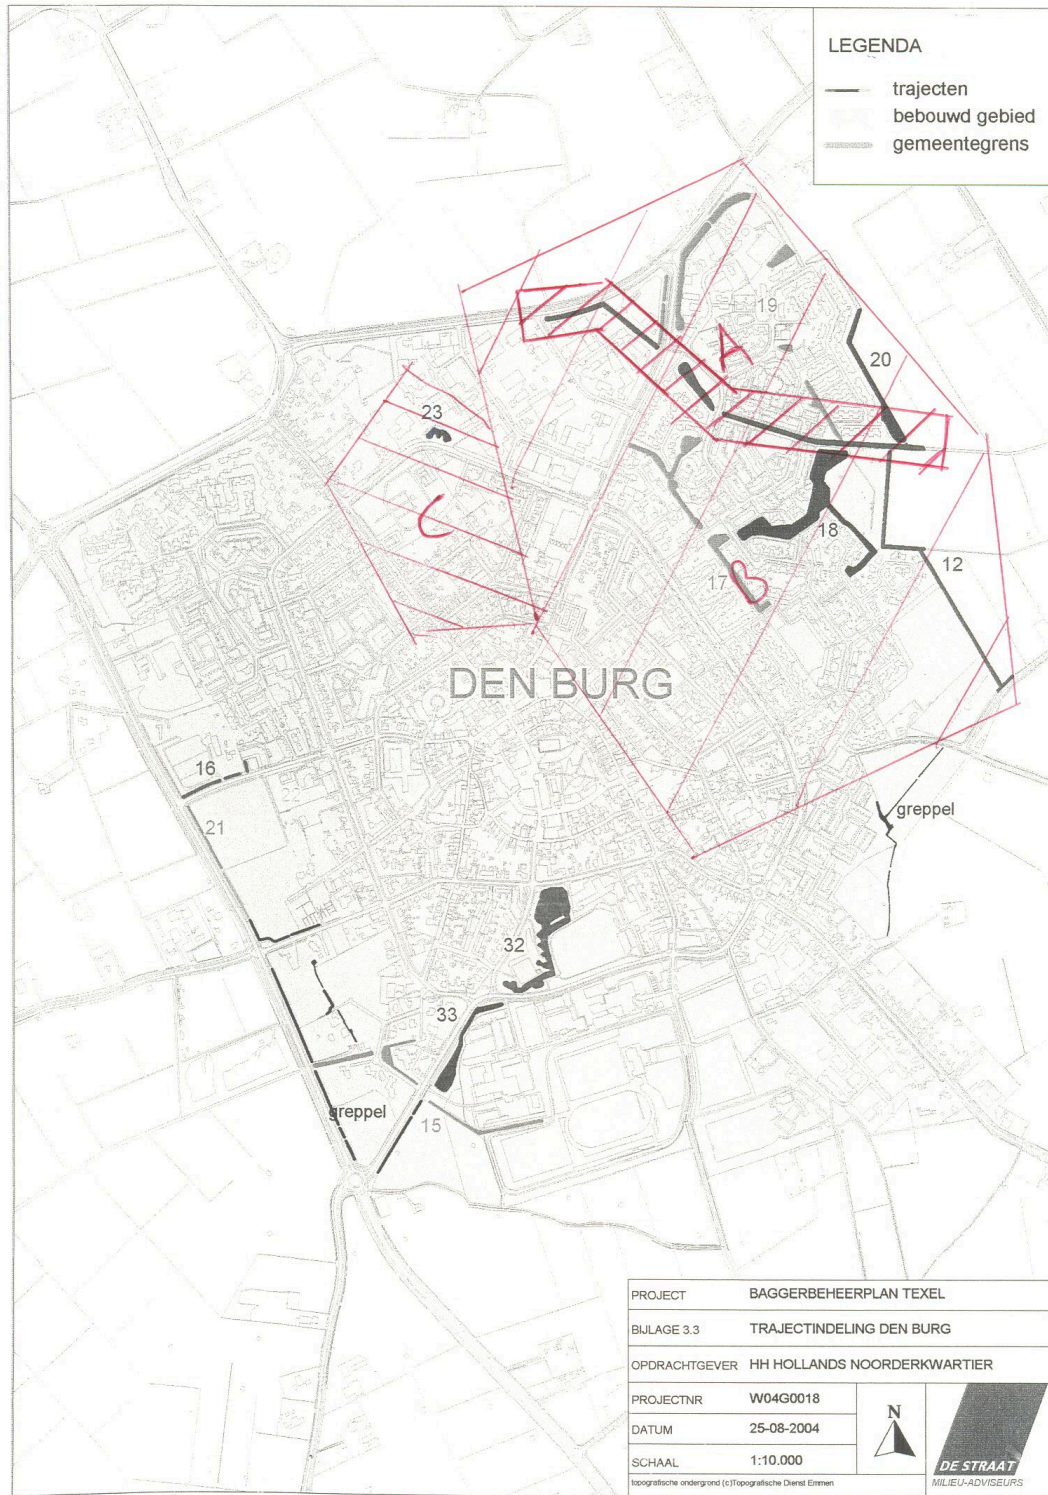 LEGENDA
trajecten
bebouwd gebied
gemeentegrens
19
A
20
23
C
18
12
17
B
DEN BURG
16
21
greppel
32
33
greppel
15
PROJECT BAGGERBEHEERPLAN TEXEL
BIJLAGE 3.3 TRAJECTINDELING DEN BURG
OPDRACHTGEVER HH HOLLANDS NOORDERKWARTIER
PROJECTNR W04G0018
DATUM 25-08-2004
SCHAAL 1:10.000
N
DE STRAAT
MILIEU-ADVISEURS
topografische ondergrond (c)Topografische Dienst Emmen